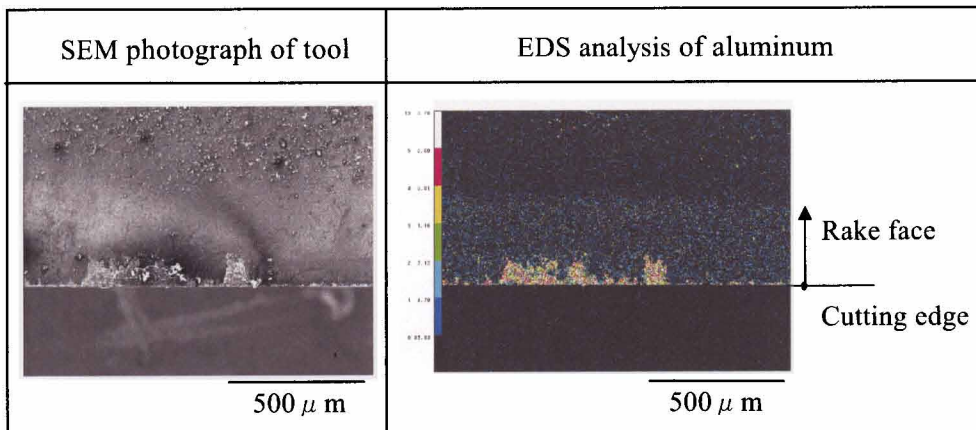 SEM photograph of tool
EDS analysis of aluminum
Rake face
Cutting edge
500 μ m
500 μ m